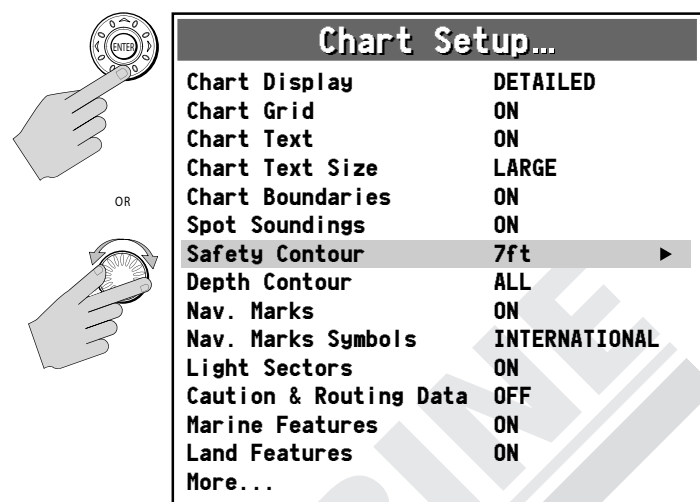 ENTER
OR
Chart Setup...
Chart Display DETAILED
Chart Grid ON
Chart Text ON
Chart Text Size LARGE
Chart Boundaries ON
Spot Soundings ON
Safety Contour 7ft ►
Depth Contour ALL
Nav. Marks ON
Nav. Marks Symbols INTERNATIONAL
Light Sectors ON
Caution & Routing Data OFF
Marine Features ON
Land Features ON
More...